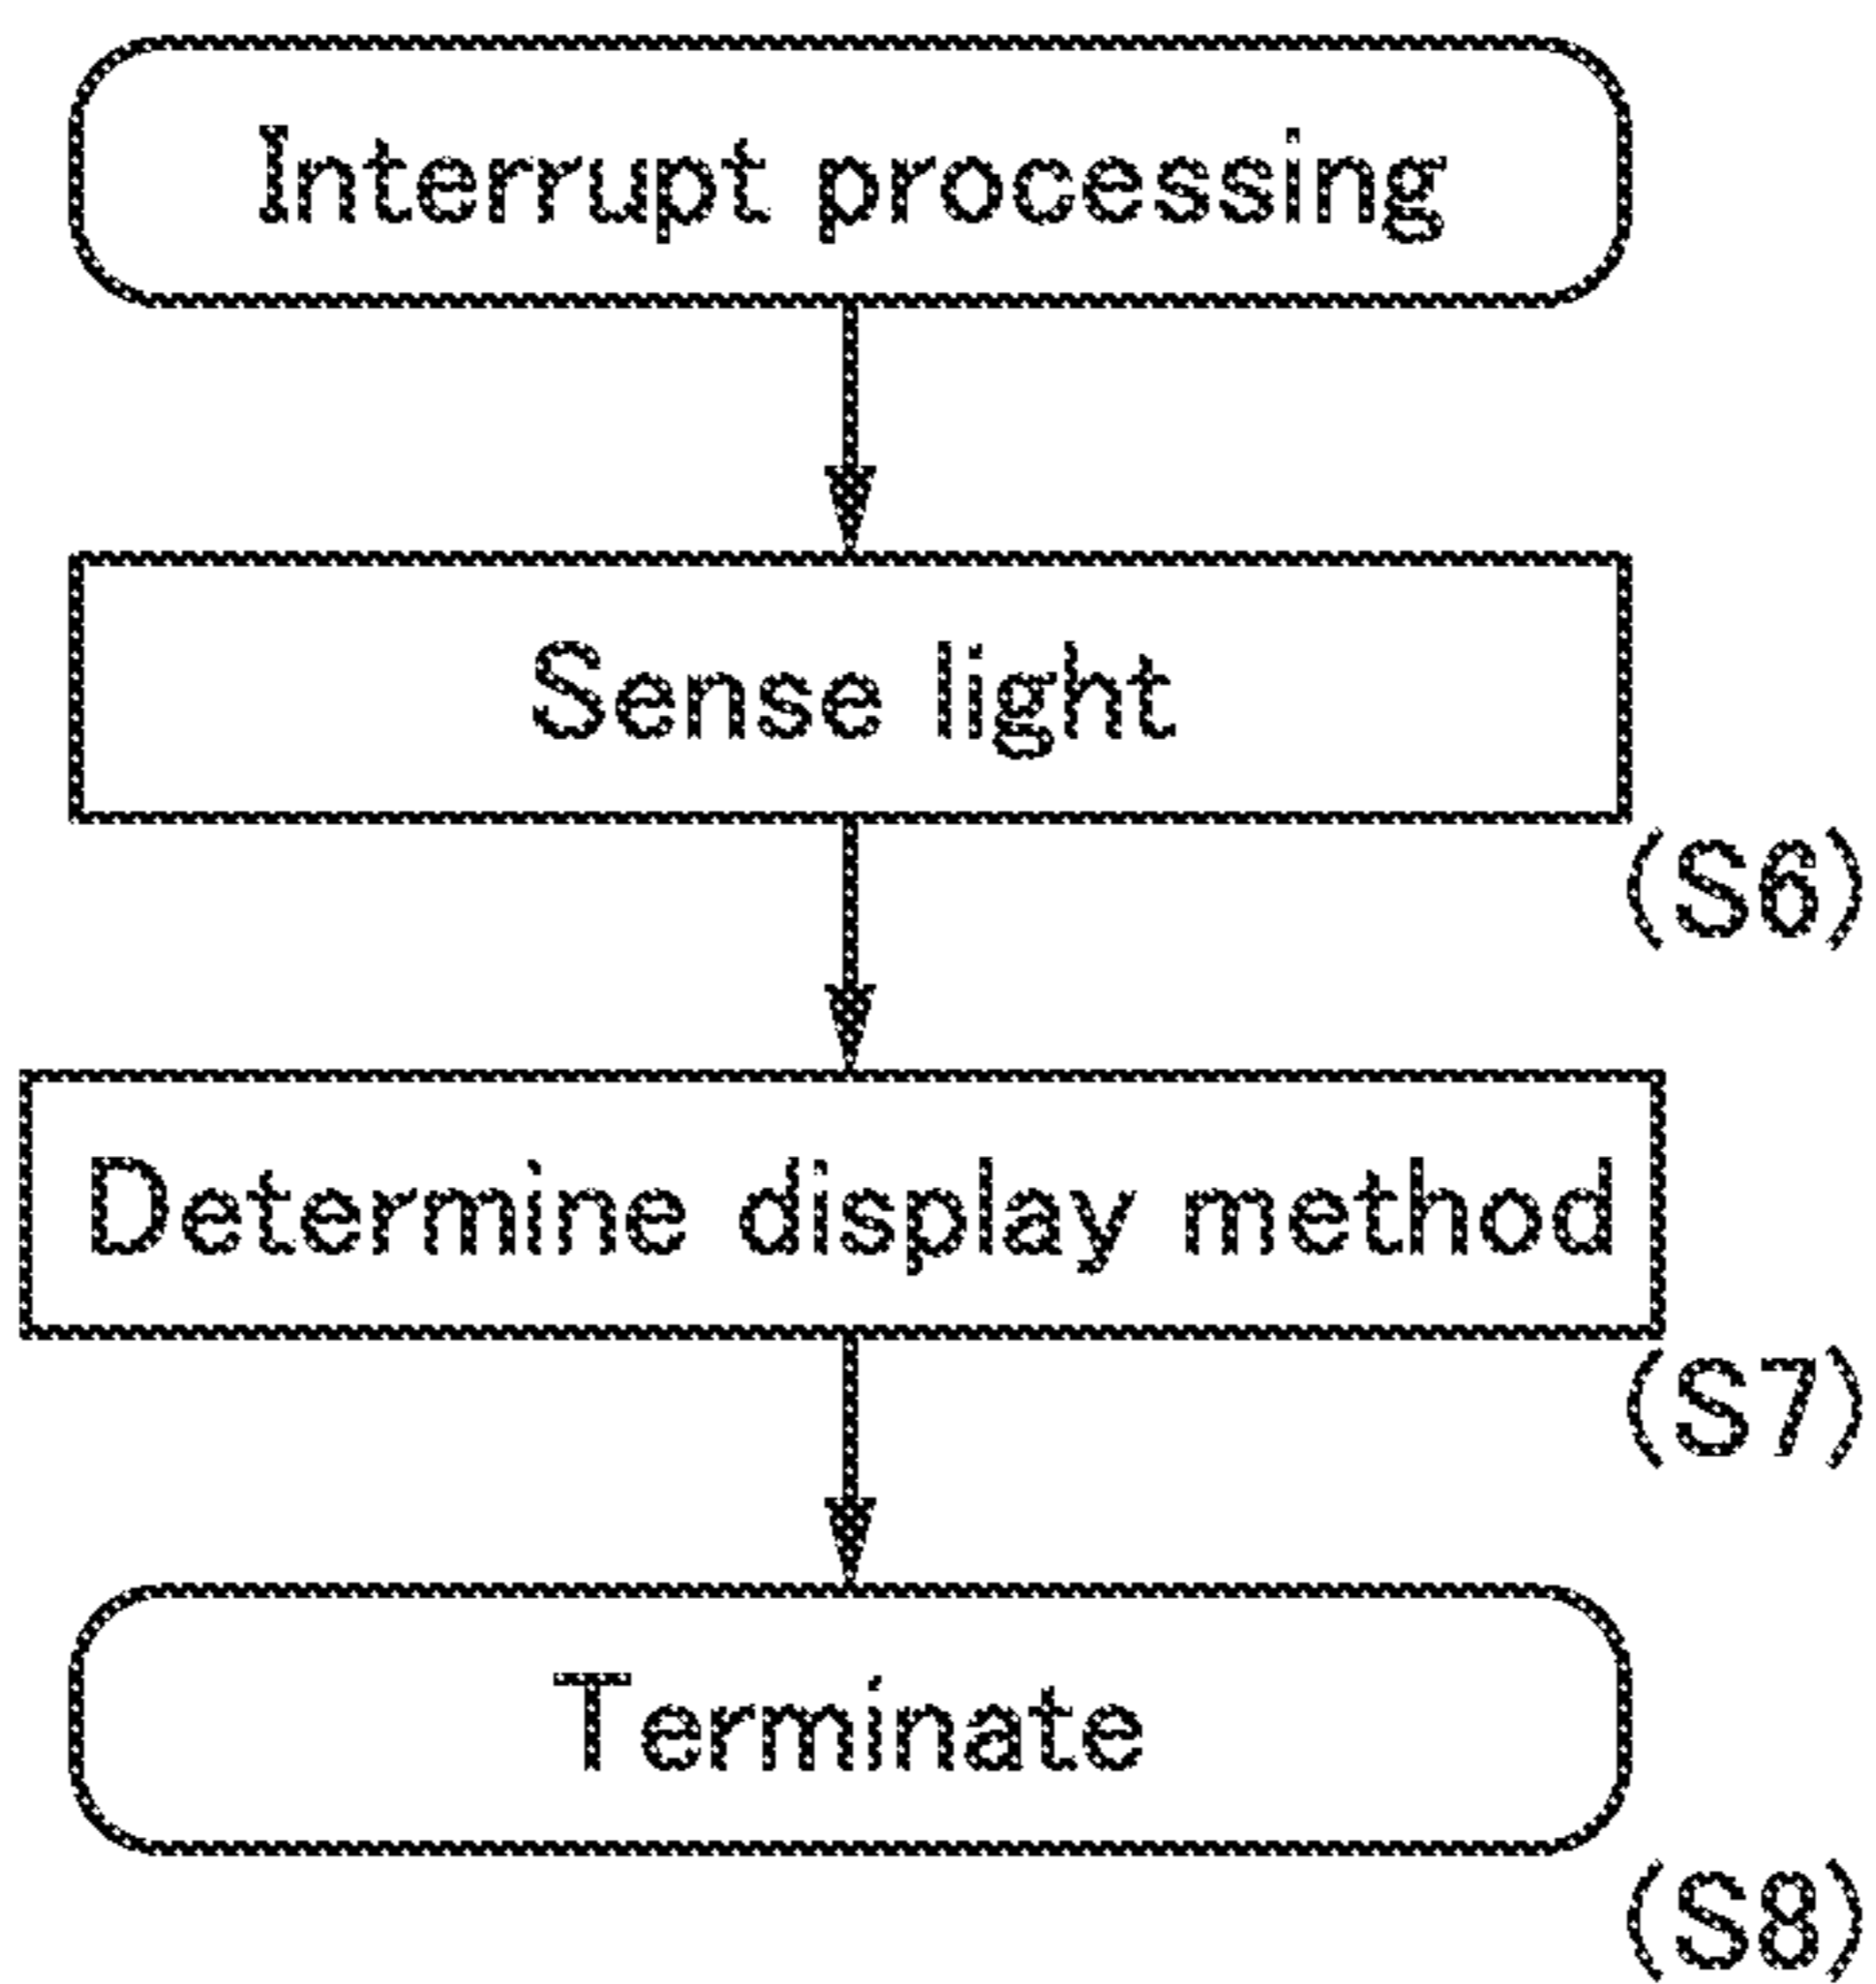 Interrupt processing
Sense light
(S6)
Determine display method
(S7)
Terminate
(S8)